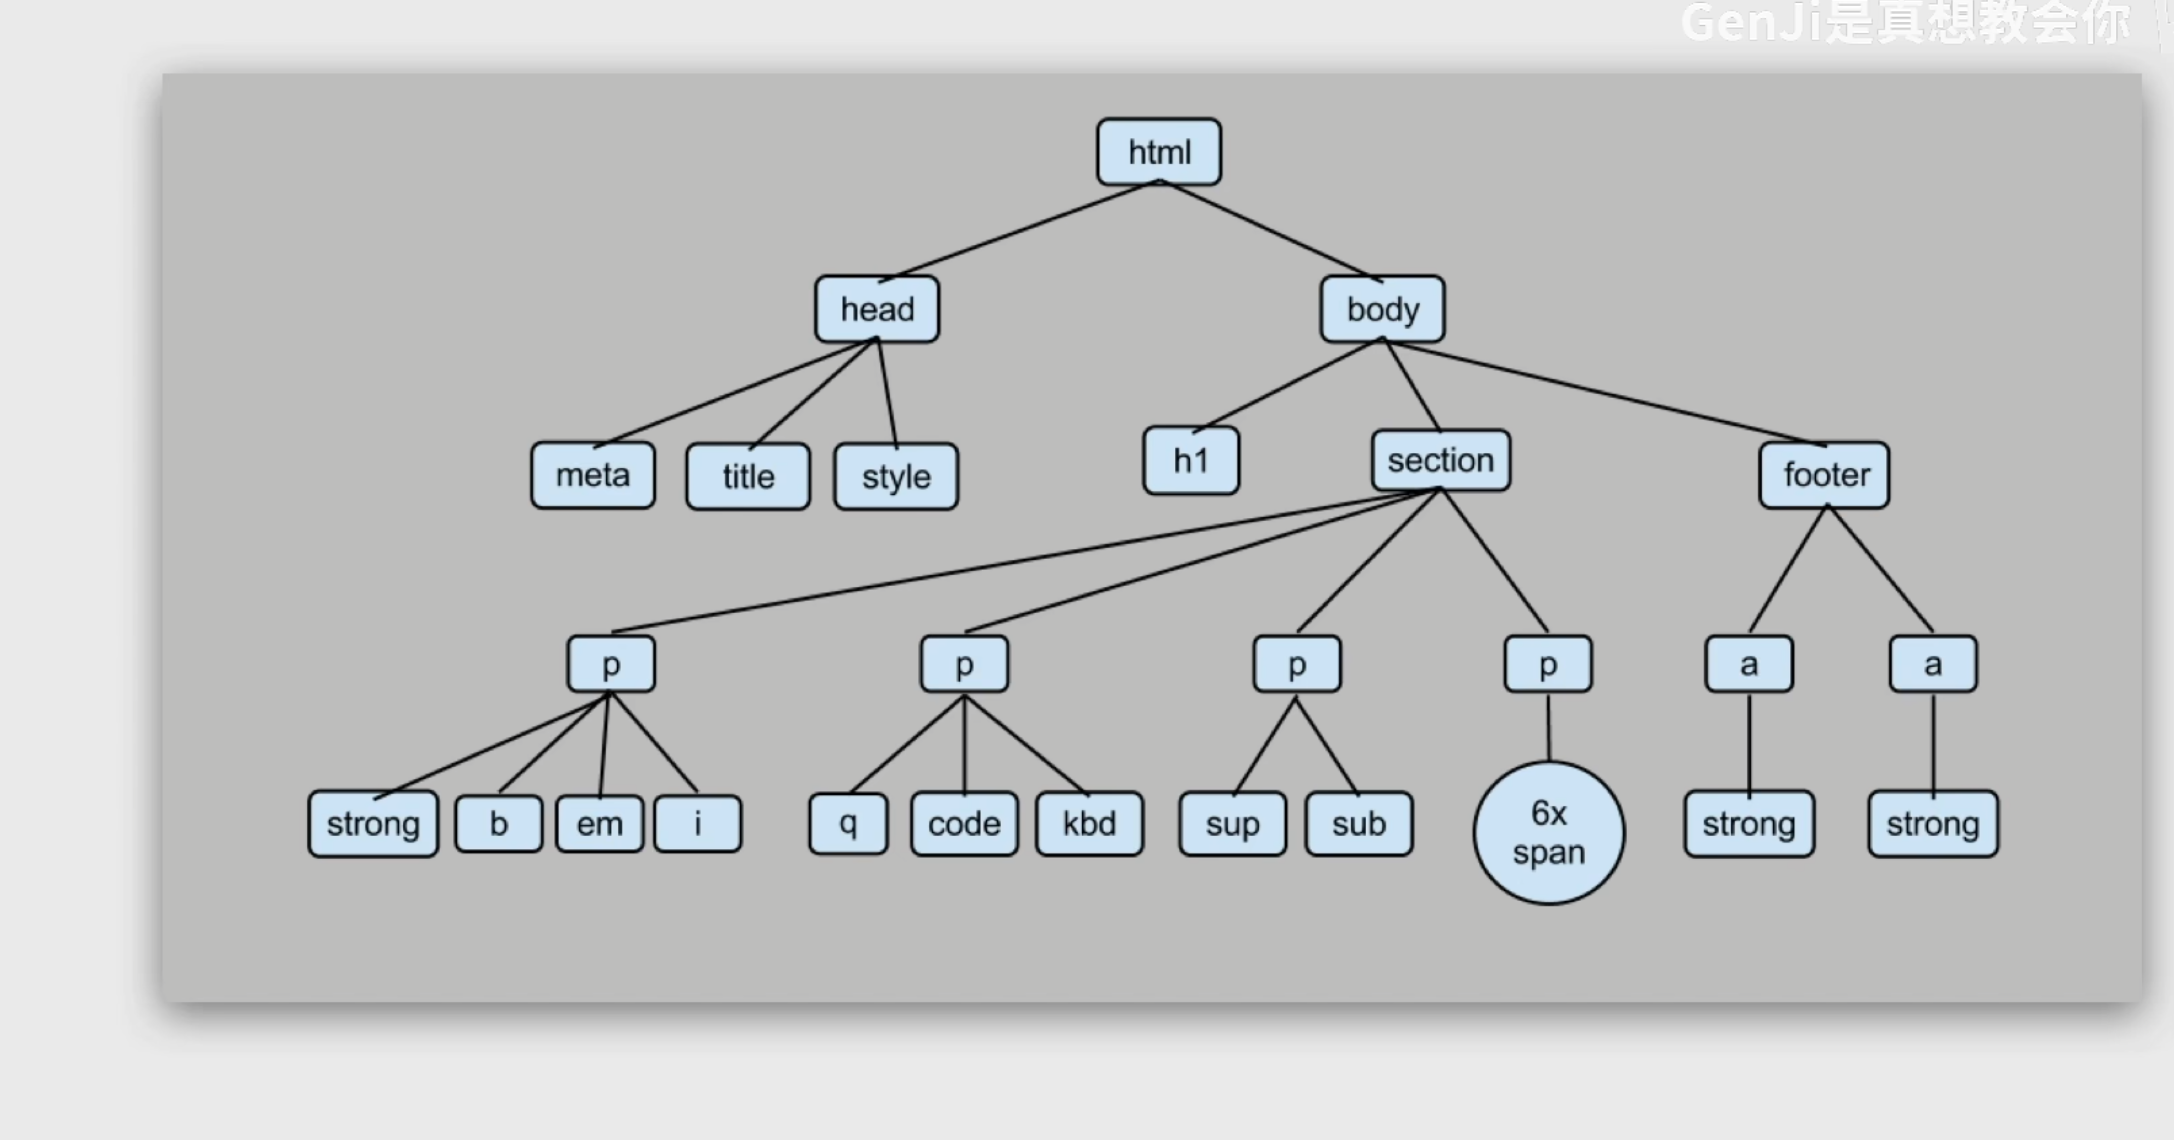 GenJi是真想教会你
html
head
body
meta
title
style
h1
section
footer
p
p
p
p
a
a
strong
b
em
i
q
code
kbd
sup
sub
6x
span
strong
strong